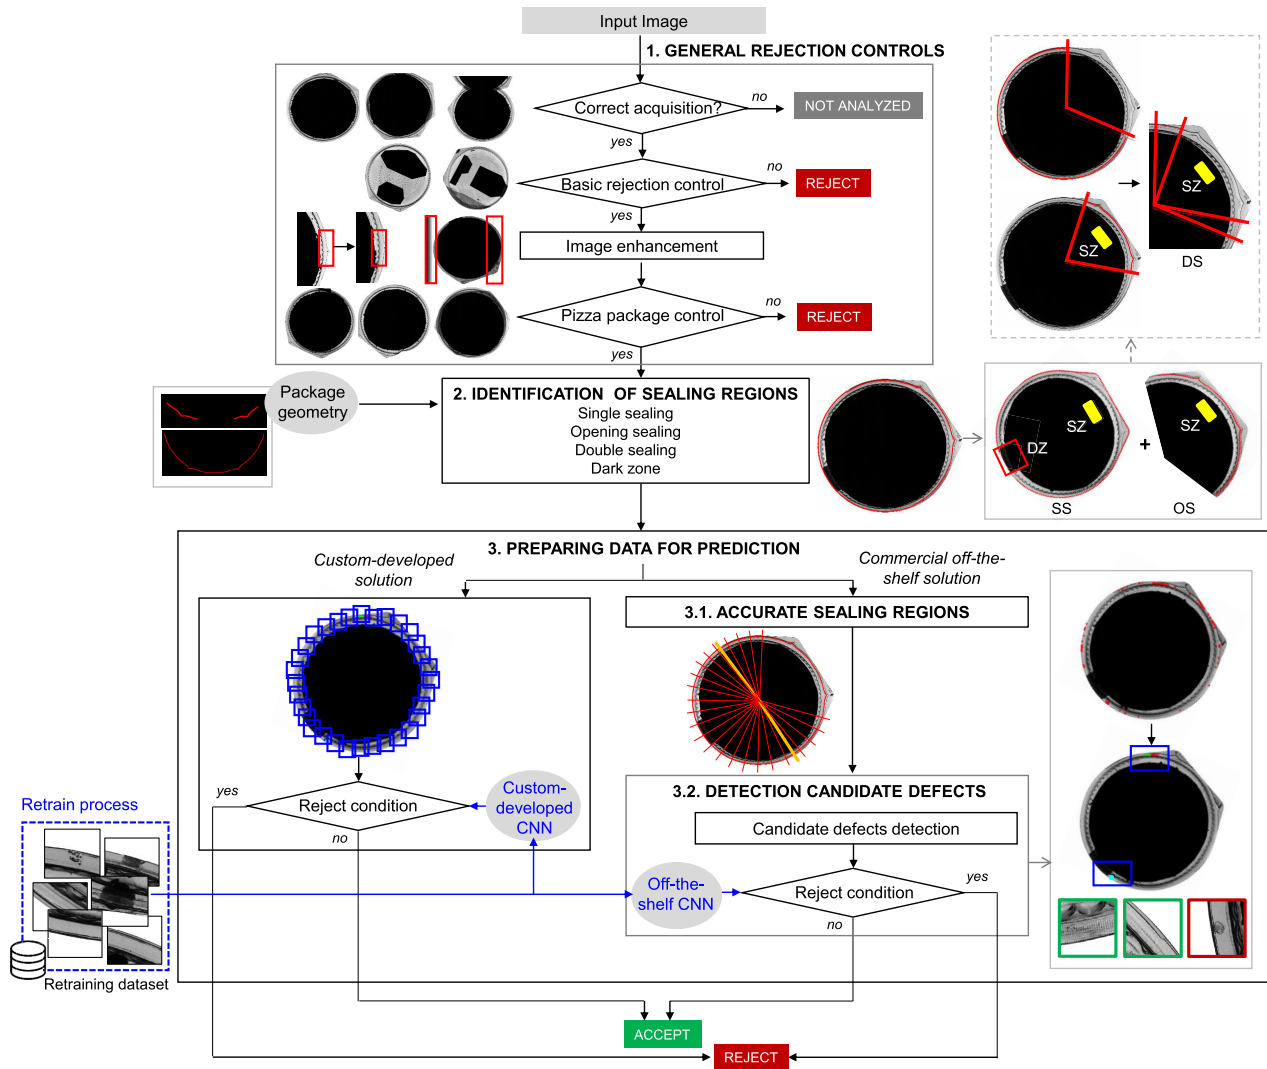 Input Image
1. GENERAL REJECTION CONTROLS
Correct acquisition?
no
NOT ANALYZED
yes
Basic rejection control
no
REJECT
yes
Image enhancement
Pizza package control
no
REJECT
yes
SZ
SZ
DS
Package
geometry
2. IDENTIFICATION OF SEALING REGIONS
Single sealing
Opening sealing
Double sealing
Dark zone
SZ
DZ
SS
+
SZ
OS
3. PREPARING DATA FOR PREDICTION
Custom-developed
solution
Commercial off-the-
shelf solution
3.1. ACCURATE SEALING REGIONS
Reject condition
yes
no
Custom-
developed
CNN
3.2. DETECTION CANDIDATE DEFECTS
Candidate defects detection
Off-the-
shelf CNN
Reject condition
yes
no
Retrain process
Retraining dataset
ACCEPT
REJECT